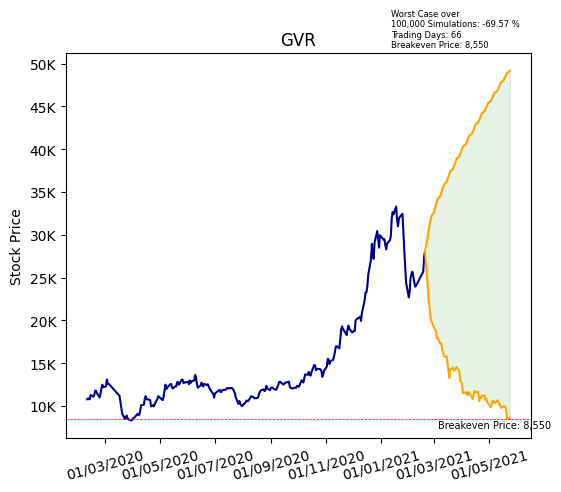 Worst Case over
100,000 Simulations: -69.57 %
Trading Days: 66
Breakeven Price: 8,550
GVR
Stock Price
50K
45K
40K
35K
30K
25K
20K
15K
10K
Breakeven Price: 8,550
01/03/2020
01/05/2020
01/07/2020
01/09/2020
01/11/2020
01/01/2021
01/03/2021
01/05/2021